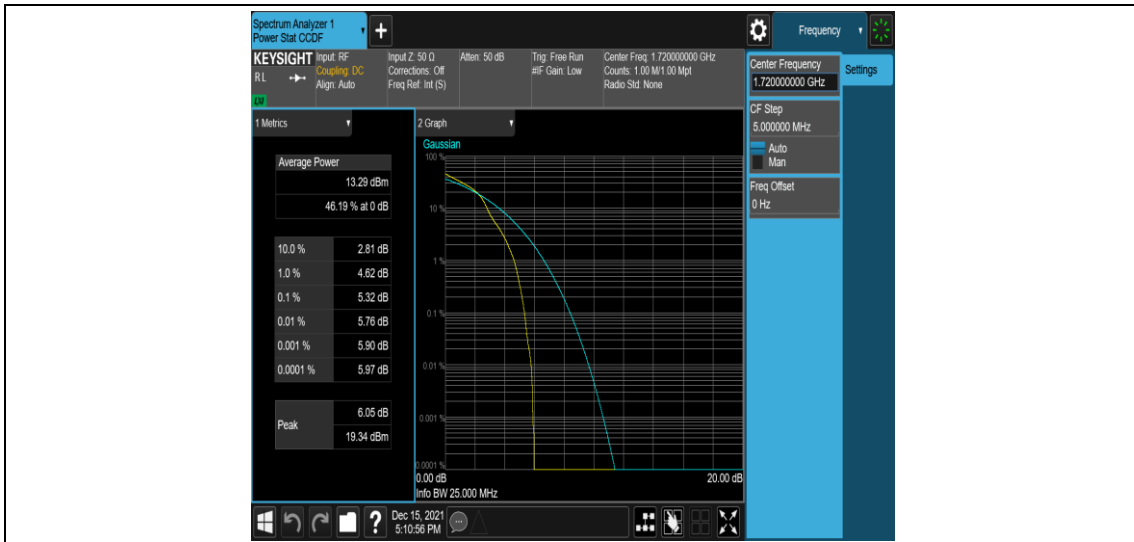 Spectrum Analyzer 1
Power Stat CCDF
Frequency
KEYSIGHT
RL
Input: RF
Coupling: DC
Align: Auto
Input Z: 50 Ω
Corrections: Off
Freq Ref: Int (S)
Atten: 50 dB
Trig: Free Run
#IF Gain: Low
Center Freq: 1.720000000 GHz
Counts: 1.00 M/1.00 Mpt
Radio Std: None
Center Frequency
1.720000000 GHz
Settings
CF Step
5.000000 MHz
Auto
Man
Freq Offset
0 Hz
1 Metrics
Average Power
13.29 dBm
46.19 % at 0 dB
10.0 % 2.81 dB
1.0 % 4.62 dB
0.1 % 5.32 dB
0.01 % 5.76 dB
0.001 % 5.90 dB
0.0001 % 5.97 dB
Peak
6.05 dB
19.34 dBm
2 Graph
Gaussian
100 %
10 %
1 %
0.1 %
0.01 %
0.001 %
0.0001 %
0.00 dB
20.00 dB
Info BW 25.000 MHz
?
Dec 15, 2021
5:10:56 PM